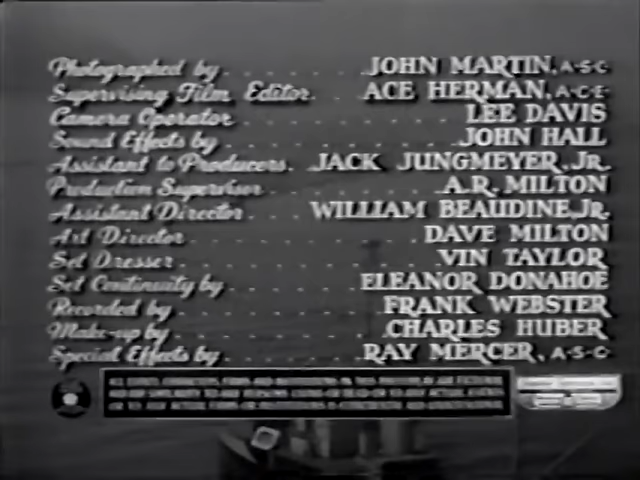 Photographed by . . . . . . . JOHN MARTIN, A·S·C
Supervising Film Editor . . ACE HERMAN, A·C·E
Camera Operator . . . . . . . . . . LEE DAVIS
Sound Effects by . . . . . . . . . . JOHN HALL
Assistant to Producers . . JACK JUNGMEYER, Jr.
Production Supervisor . . . . . . . . A.R. MILTON
Assistant Director . . . WILLIAM BEAUDINE, Jr.
Art Director . . . . . . . . . . DAVE MILTON
Set Dresser . . . . . . . . . . . VIN TAYLOR
Set Continuity by . . . . . . ELEANOR DONAHOE
Recorded by . . . . . . . . FRANK WEBSTER
Make-up by . . . . . . . . . CHARLES HUBER
Special Effects by . . . . . . RAY MERCER, A·S·C